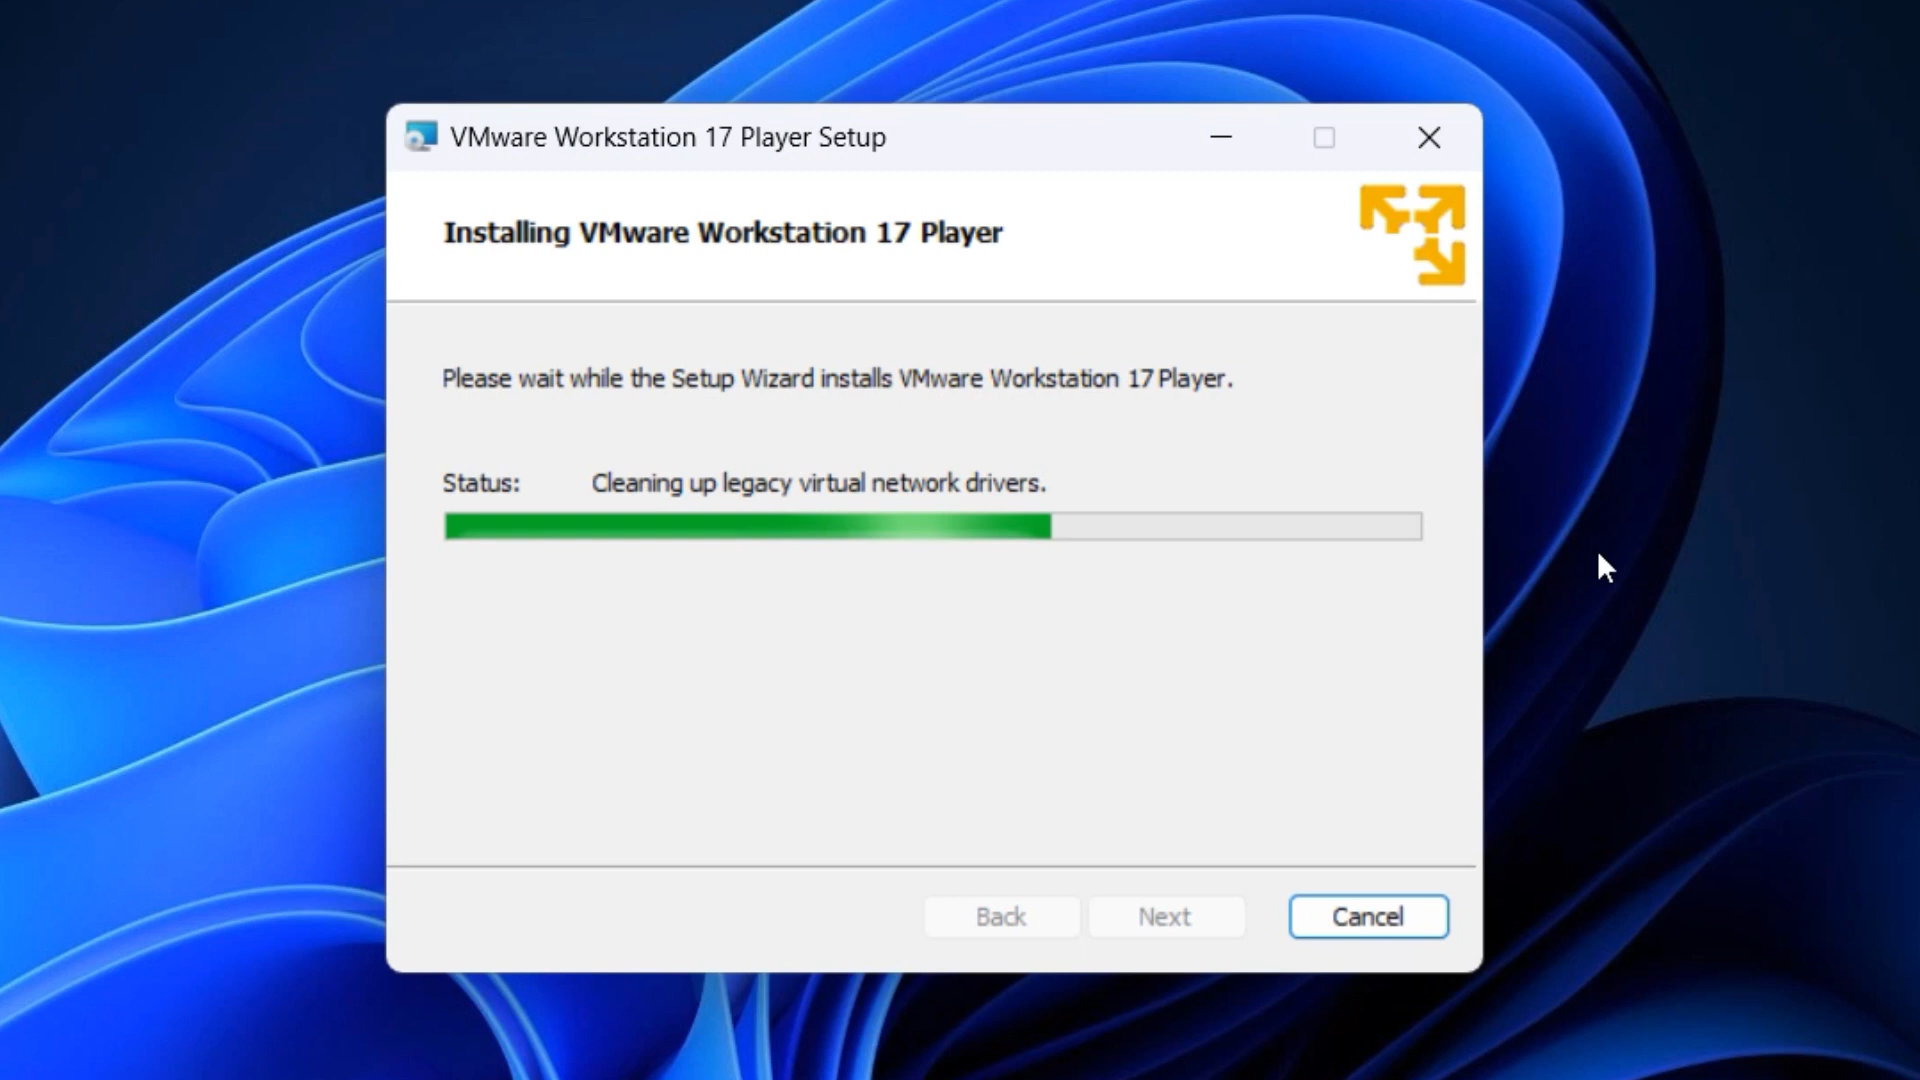 VMware Workstation 17 Player Setup
Installing VMware Workstation 17 Player
Please wait while the Setup Wizard installs VMware Workstation 17 Player.
Status: Cleaning up legacy virtual network drivers.
Back Next Cancel